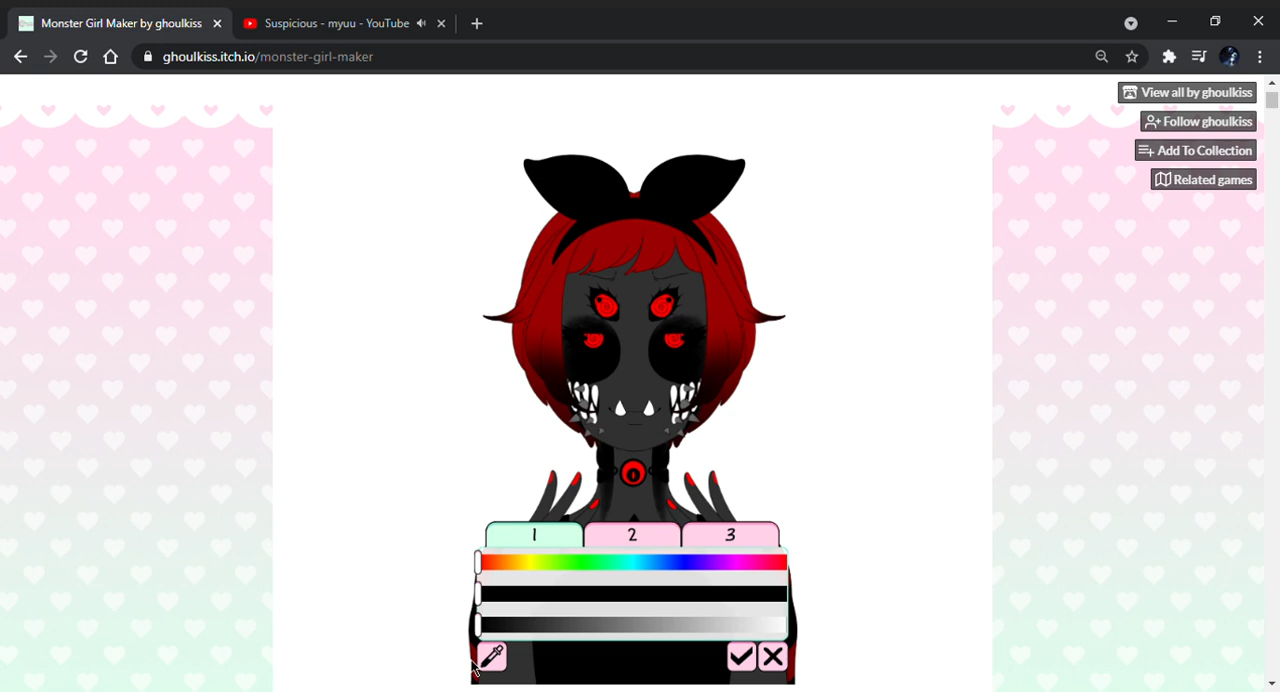 Monster Girl Maker by ghoulkiss
Suspicious - myuu - YouTube
ghoulkiss.itch.io/monster-girl-maker
View all by ghoulkiss
Follow ghoulkiss
Add To Collection
Related games
1 2 3